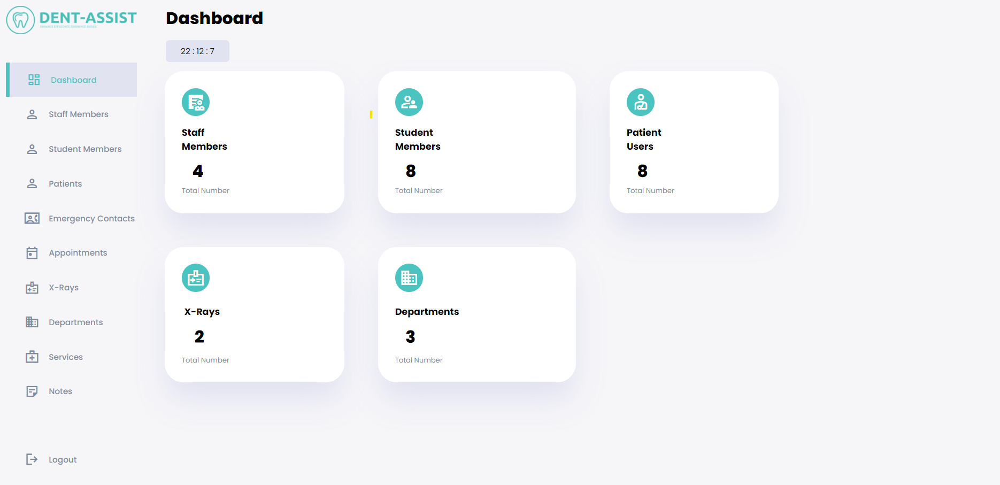 DENT-ASSIST
Dashboard
22 : 12 : 7
Dashboard
Staff Members
Student Members
Patients
Emergency Contacts
Appointments
X-Rays
Departments
Services
Notes
Logout
Staff
Members
4
Total Number
Student
Members
8
Total Number
Patient
Users
8
Total Number
X-Rays
2
Total Number
Departments
3
Total Number